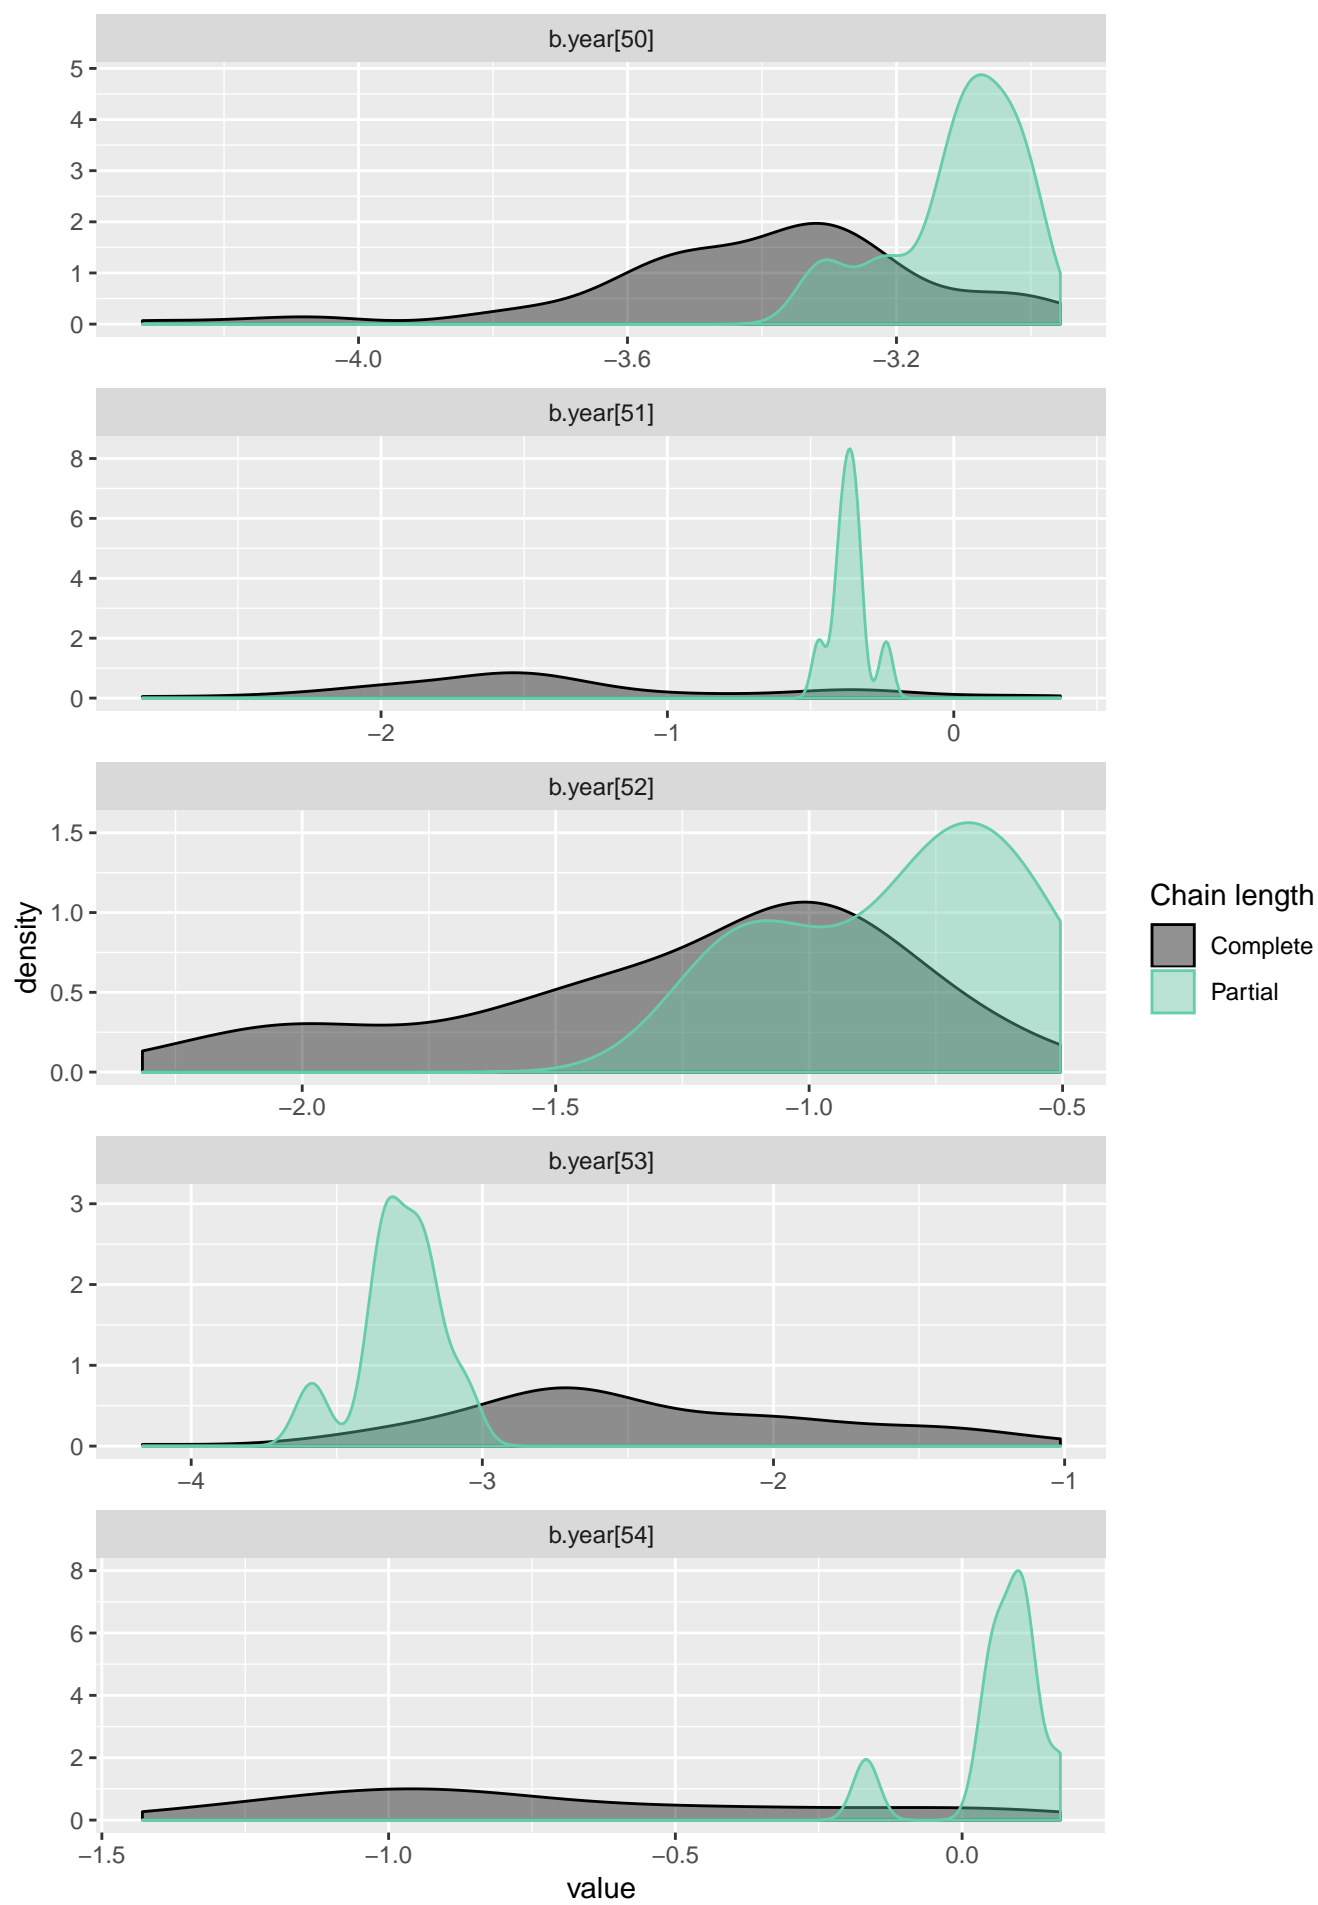 b.year[50]
5
4
3
2
1
0
−4.0 −3.6 −3.2
b.year[51]
8
6
4
2
0
−2 −1 0
b.year[52]
1.5
1.0
0.5
0.0
−2.0 −1.5 −1.0 −0.5
b.year[53]
3
2
1
0
−4 −3 −2 −1
b.year[54]
8
6
4
2
0
−1.5 −1.0 −0.5 0.0
value
density
Chain length
Complete
Partial